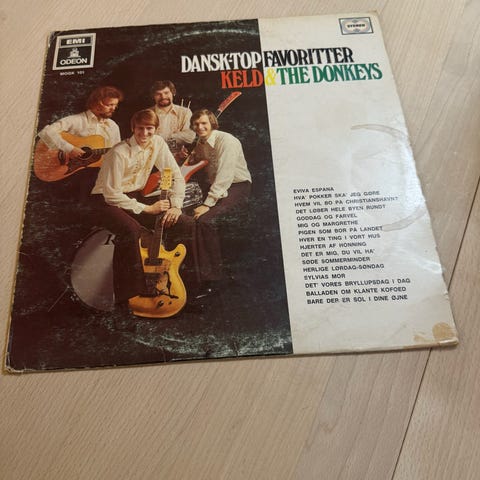 EMI
ODEON
MOGK 101
STEREO
DANSK-TOP FAVORITTER
KELD & THE DONKEYS
EVIVA ESPANA
HVA' POKKER SKA' JEG GØRE
HVEM VIL BO PÅ CHRISTIANSHAVN?
DET LØBER HELE BYEN RUNDT
GODDAG OG FARVEL
MIG OG MARGRETHE
PIGEN SOM BOR PÅ LANDET
HVER EN TING I VORT HUS
HJERTER AF HONNING
DET ER MIG, DU VIL HA'
SØDE SOMMERMINDER
HERLIGE LØRDAG-SØNDAG
SYLVIAS MOR
DET' VORES BRYLLUPSDAG I DAG
BALLADEN OM KLANTE KOFOED
BARE DER ER SOL I DINE ØJNE